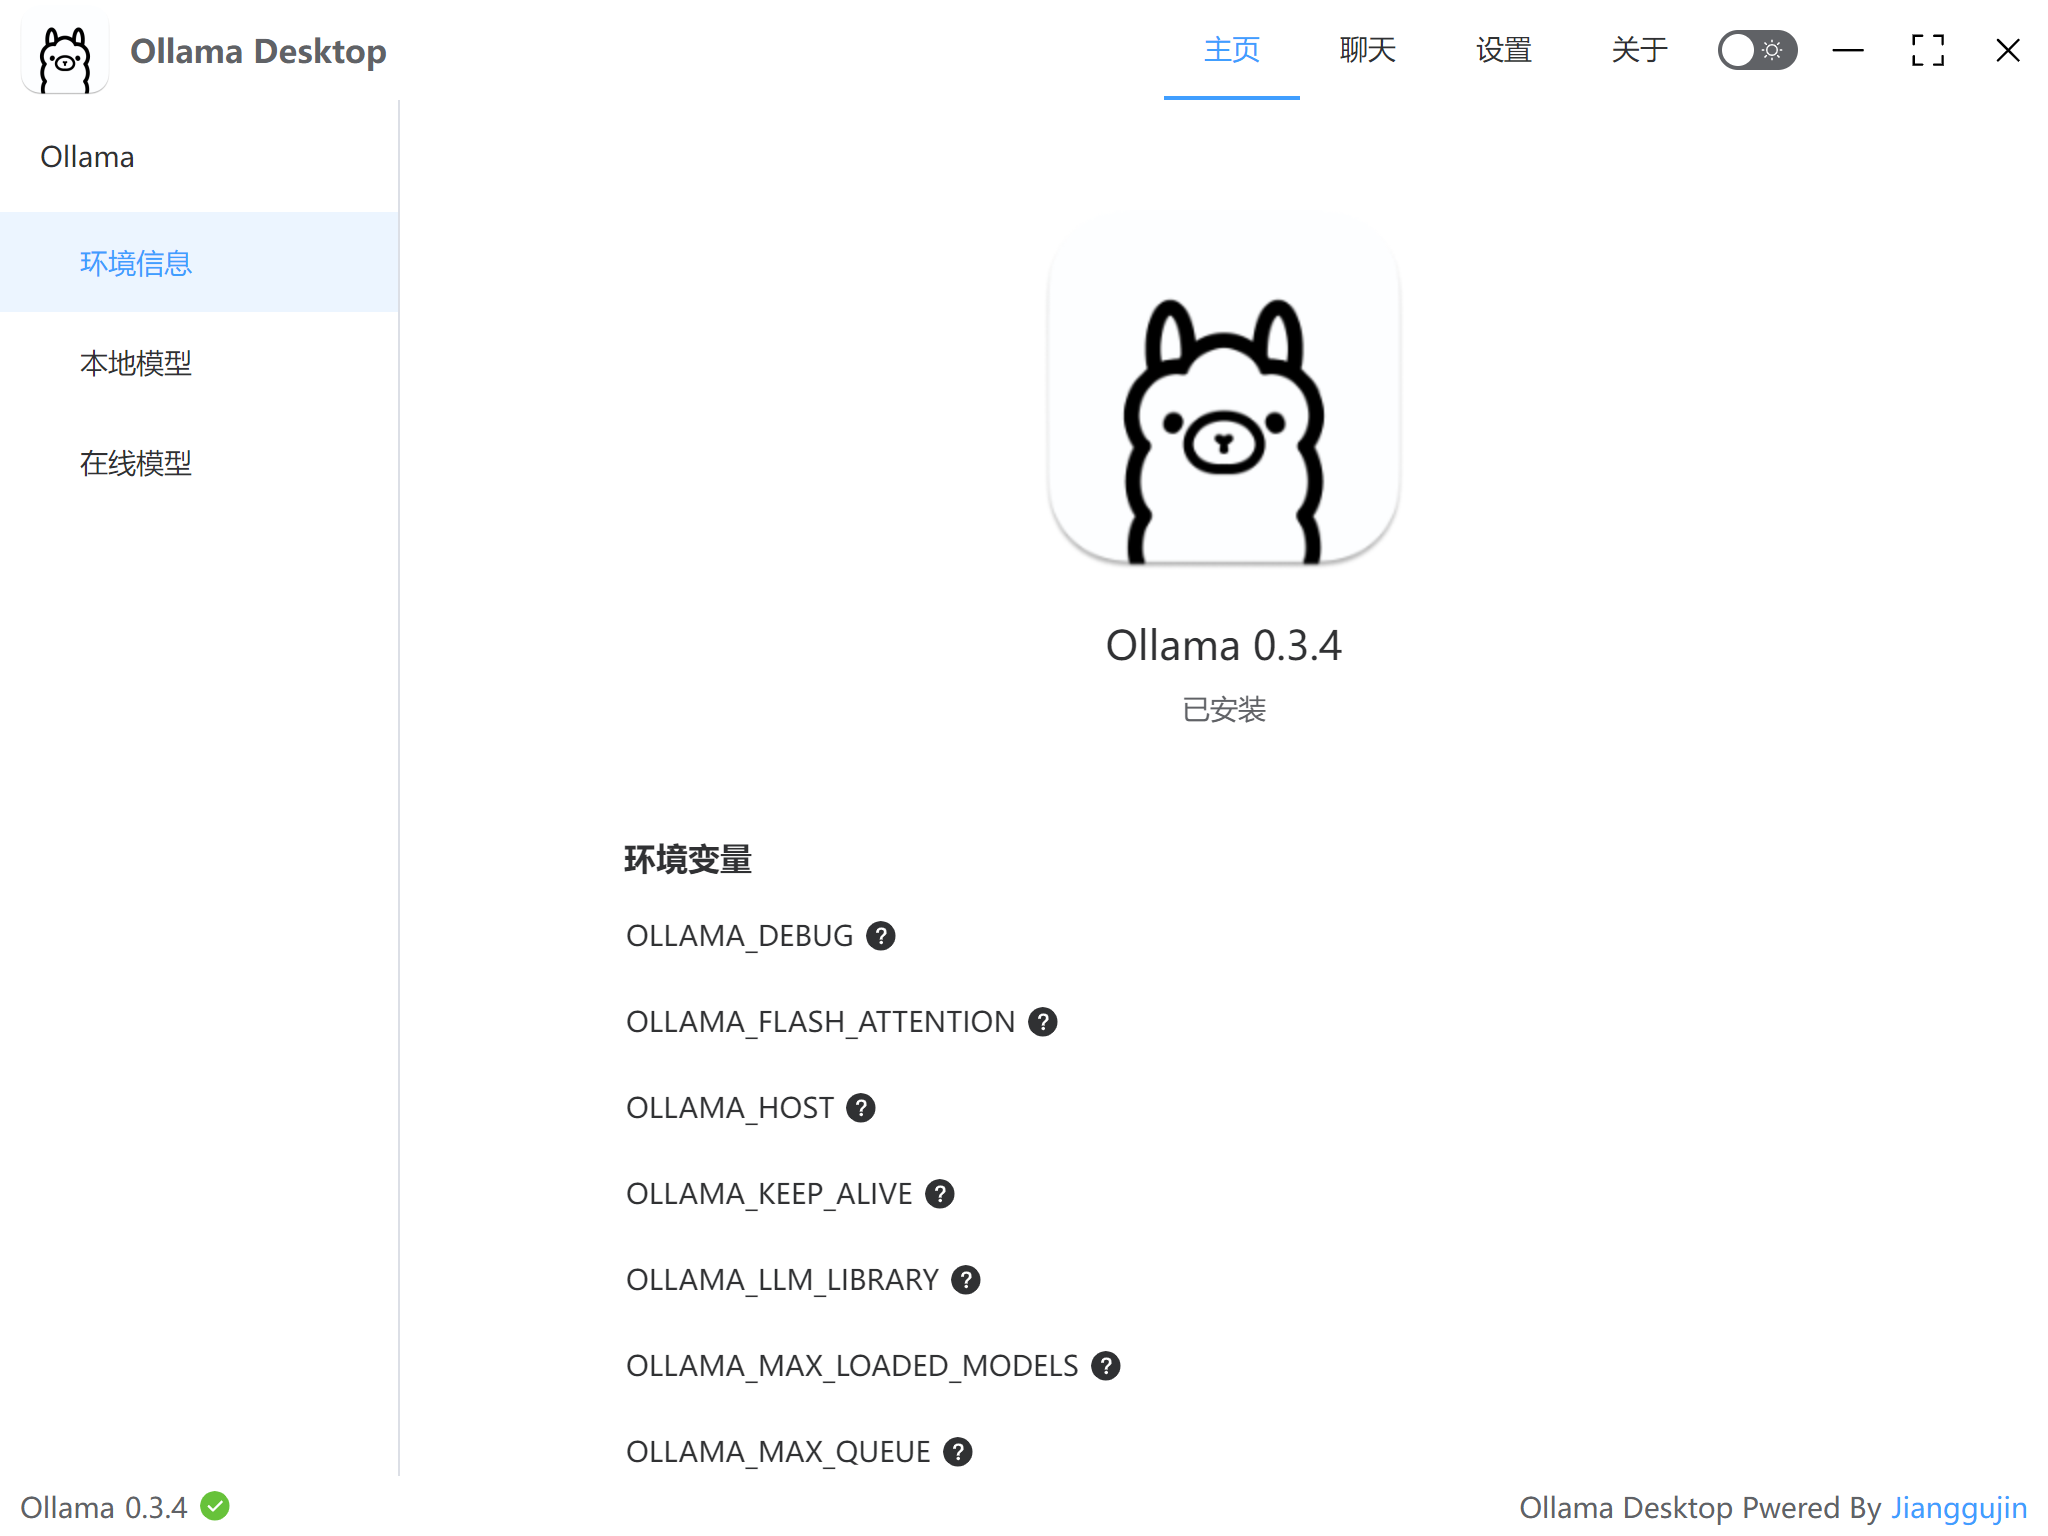 Ollama Desktop
主页 聊天 设置 关于
Ollama
环境信息
本地模型
在线模型
Ollama 0.3.4
已安装
环境变量
OLLAMA_DEBUG
OLLAMA_FLASH_ATTENTION
OLLAMA_HOST
OLLAMA_KEEP_ALIVE
OLLAMA_LLM_LIBRARY
OLLAMA_MAX_LOADED_MODELS
OLLAMA_MAX_QUEUE
Ollama 0.3.4
Ollama Desktop Pwered By Jianggujin